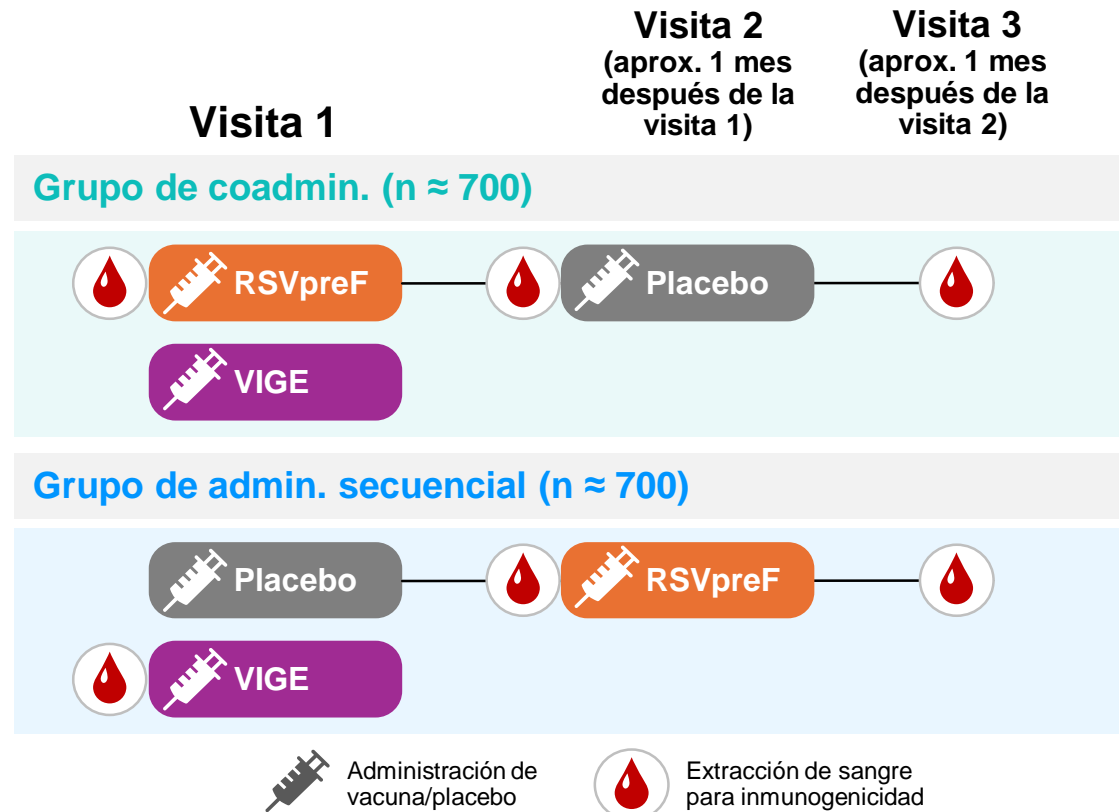 Visita 1
Visita 2
(aprox. 1 mes
después de la
visita 1)
Visita 3
(aprox. 1 mes
después de la
visita 2)
Grupo de coadmin. (n ≈ 700)
RSVpreF
Placebo
VIGE
Grupo de admin. secuencial (n ≈ 700)
Placebo
RSVpreF
VIGE
Administración de
vacuna/placebo
Extracción de sangre
para inmunogenicidad